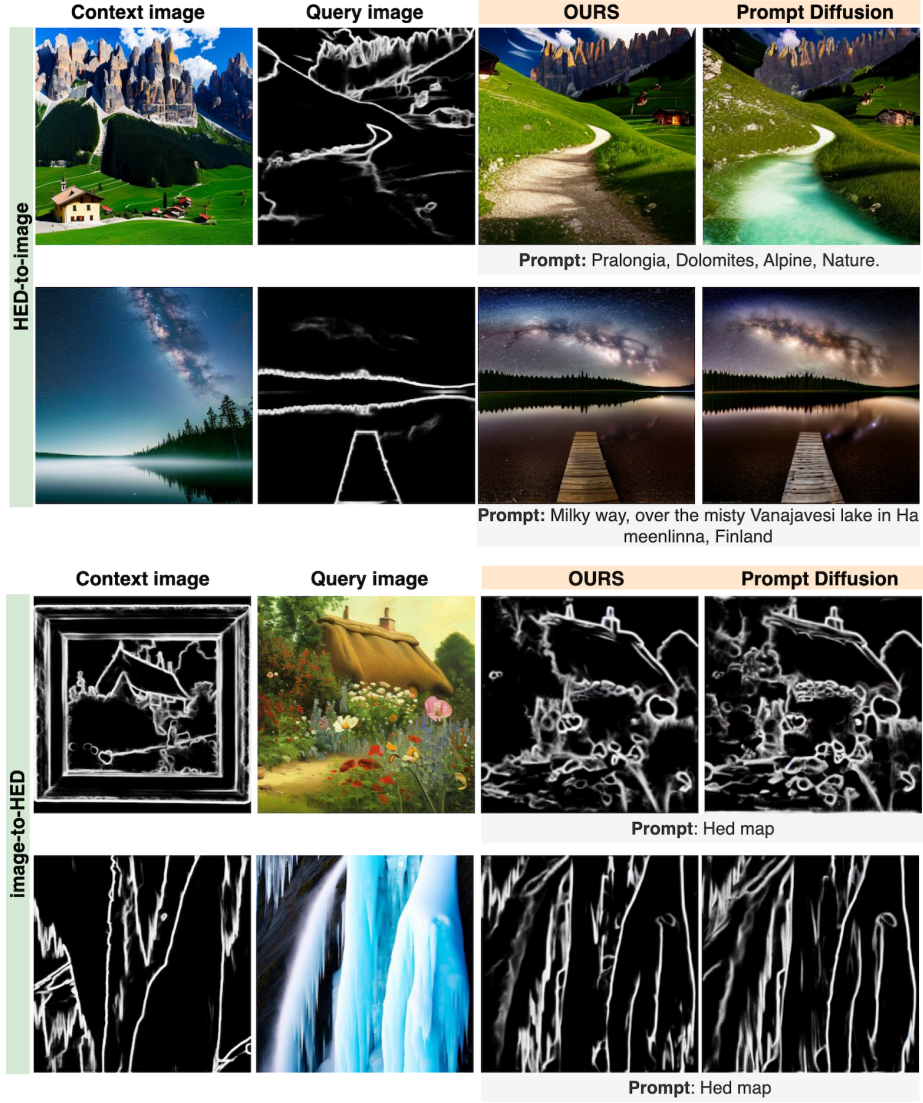 Context image
Query image
OURS
Prompt Diffusion
HED-to-image
Prompt: Pralongia, Dolomites, Alpine, Nature.
Prompt: Milky way, over the misty Vanajavesi lake in Ha
meenlinna, Finland
Context image
Query image
OURS
Prompt Diffusion
image-to-HED
Prompt: Hed map
Prompt: Hed map